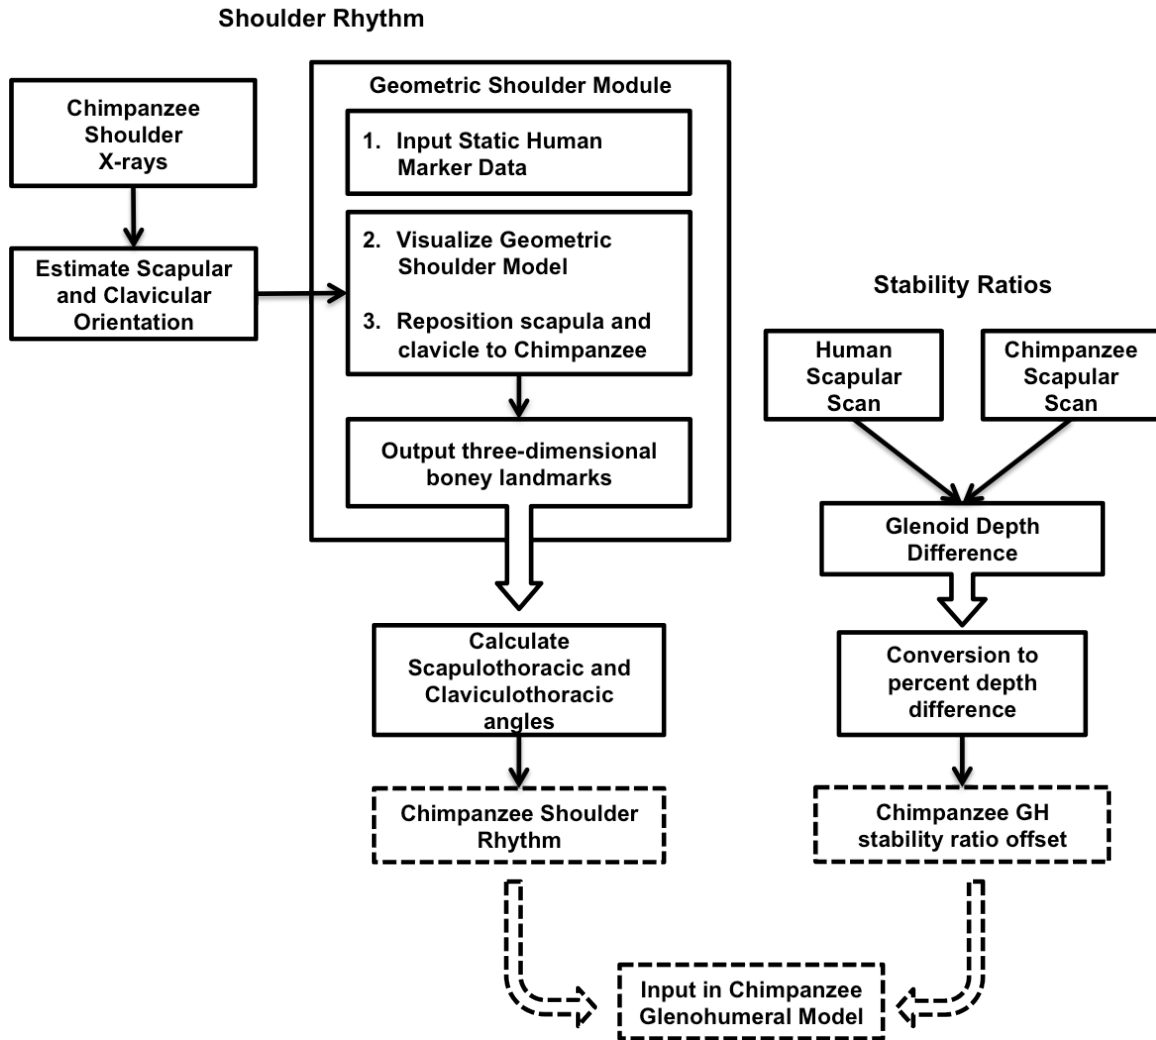 Shoulder Rhythm
Chimpanzee
Shoulder
X-rays
Estimate Scapular
and Clavicular
Orientation
Geometric Shoulder Module
1. Input Static Human
Marker Data
2. Visualize Geometric
Shoulder Model
3. Reposition scapula and
clavicle to Chimpanzee
Output three-dimensional
boney landmarks
Calculate
Scapulothoracic and
Claviculothoracic
angles
Chimpanzee Shoulder
Rhythm
Stability Ratios
Human
Scapular
Scan
Chimpanzee
Scapular
Scan
Glenoid Depth
Difference
Conversion to
percent depth
difference
Chimpanzee GH
stability ratio offset
Input in Chimpanzee
Glenohumeral Model